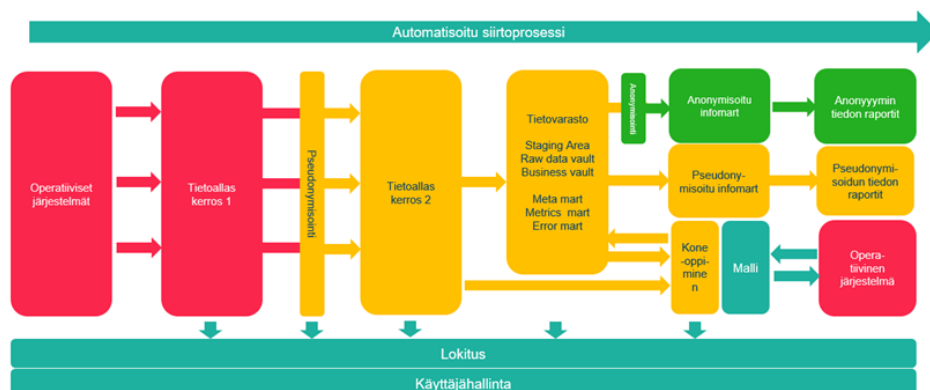 Automatisoitu siirtoprosessi
Operatiiviset
järjestelmät
Tietoallas
kerros 1
Pseudonymisointi
Tietoallas
kerros 2
Tietovarasto
Staging Area
Raw data vault
Business vault
Meta mart
Metrics mart
Error mart
Anonymisointi
Anonymisoitu
infomart
Anonyyymin
tiedon raportit
Pseudony-
misoitu infomart
Pseudonymi-
soidun tiedon
raportit
Kone
-oppi-
mine
n
Malli
Opera-
tiivinen
järjestelmä
Lokitus
Käyttäjähallinta